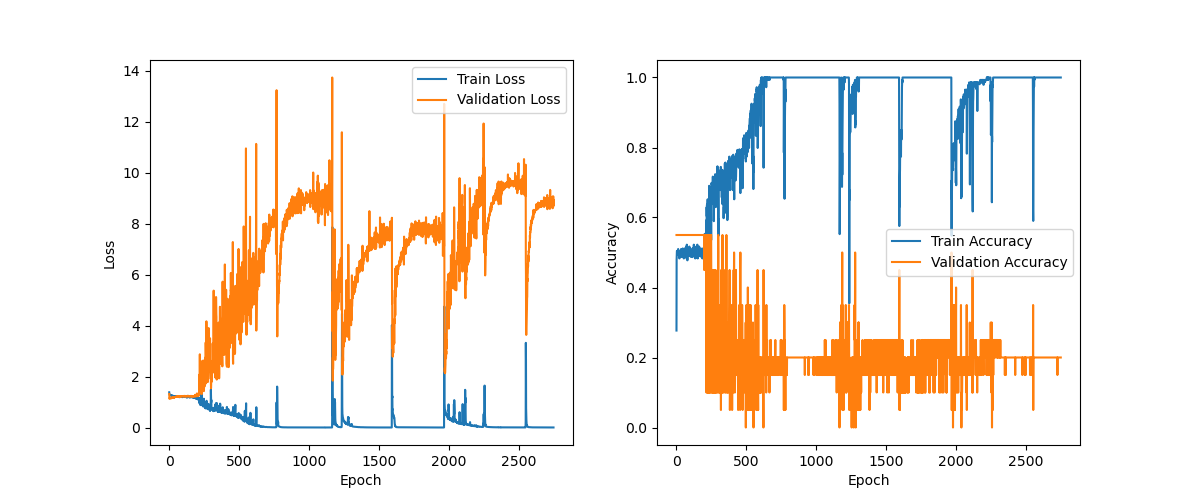 14
12
10
8
6
4
2
0
Loss
0 500 1000 1500 2000 2500
Epoch
Train Loss
Validation Loss
1.0
0.8
0.6
0.4
0.2
0.0
Accuracy
0 500 1000 1500 2000 2500
Epoch
Train Accuracy
Validation Accuracy